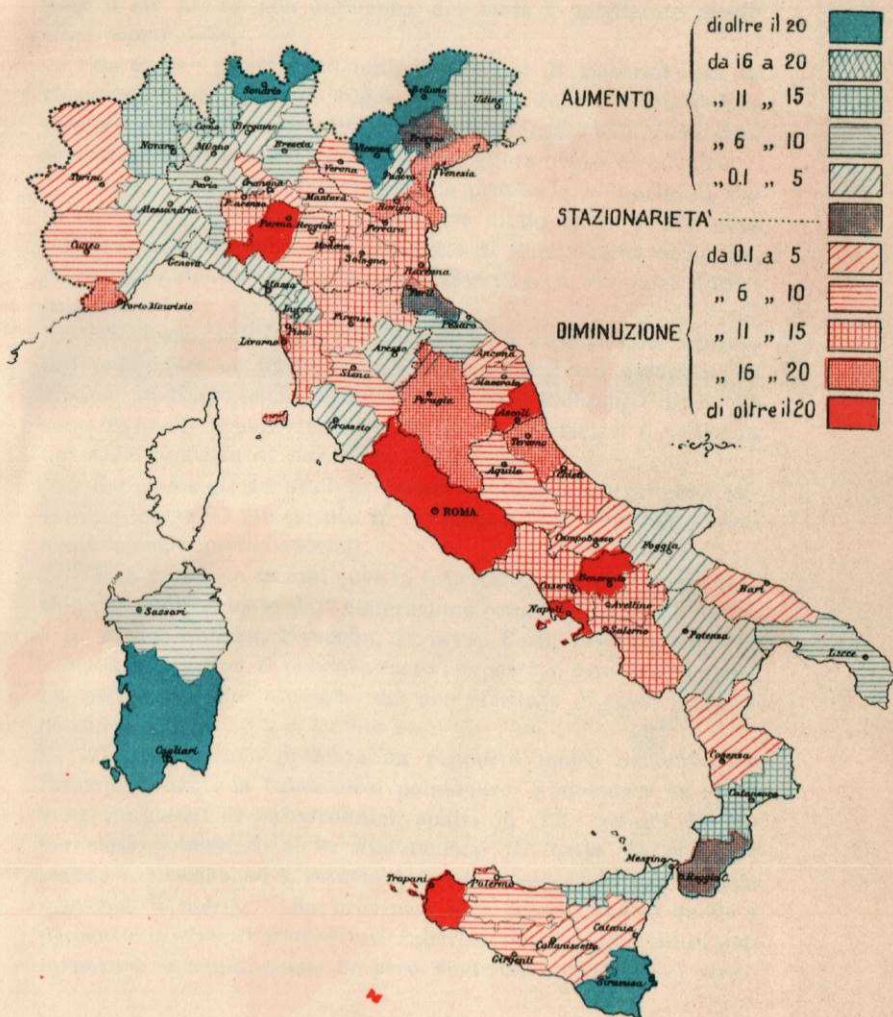 di oltre il 20
da 16 a 20
AUMENTO
„ 11 „ 15
„ 6 „ 10
„ 0.1 „ 5
STAZIONARIETA'
da 0.1 a 5
„ 6 „ 10
DIMINUZIONE
„ 11 „ 15
„ 16 „ 20
di oltre il 20
Sondrio
Belluno
Udine
Como
Bergamo
Vicenza
Novara
Milano
Brescia
Verona
Padova
Venezia
Torino
Pavia
Cremona
Mantova
Rovigo
Piacenza
Alessandria
Parma
Reggio
Ferrara
Cuneo
Modena
Bologna
Ravenna
Genova
Massa
Forlì
Porto Maurizio
Lucca
Firenze
Pesaro
Pisa
Livorno
Arezzo
Ancona
Siena
Macerata
Perugia
Ascoli
Grosseto
Teramo
Aquila
Chieti
ROMA
Campobasso
Foggia
Caserta
Benevento
Bari
Napoli
Avellino
Salerno
Potenza
Lecce
Sassari
Cagliari
Cosenza
Catanzaro
Messina
Reggio C.
Trapani
Palermo
Catania
Caltanissetta
Girgenti
Siracusa